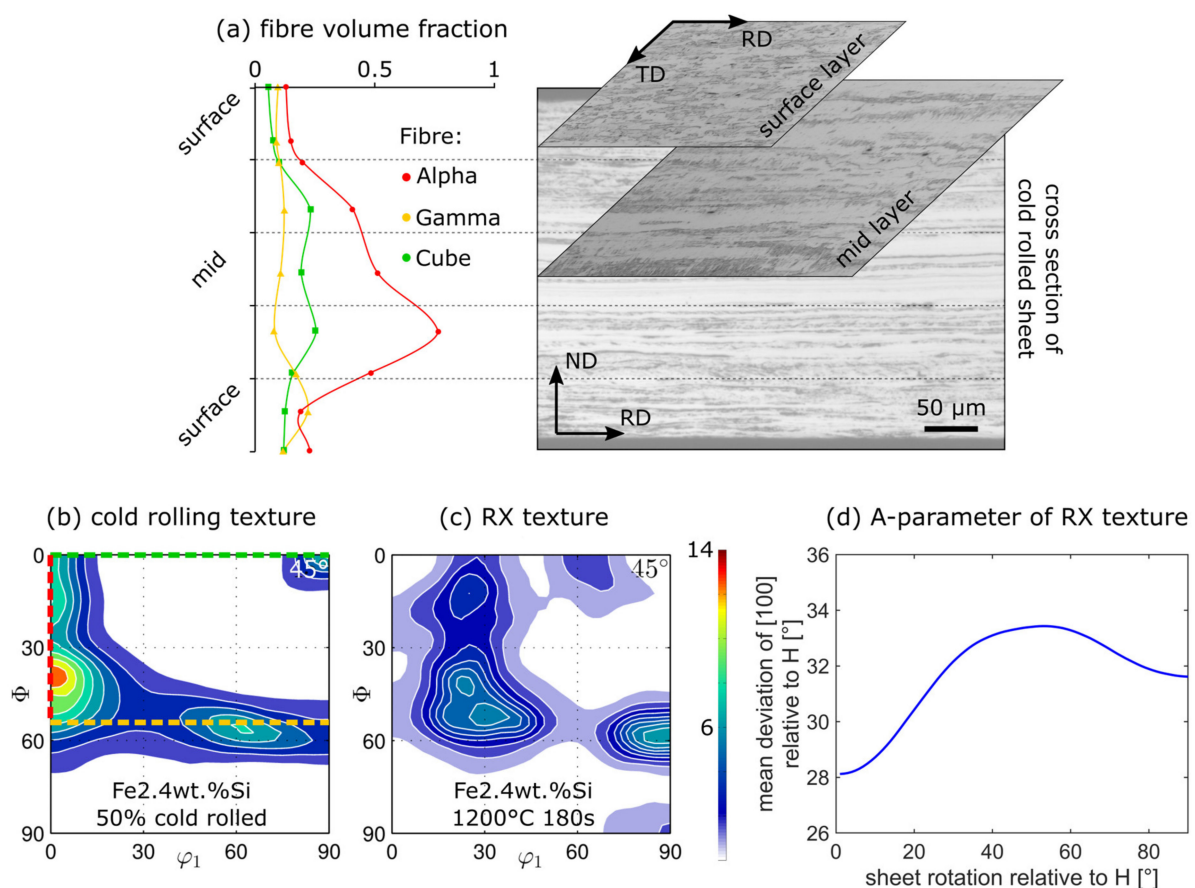 (a) fibre volume fraction
0 0.5 1
surface
mid
surface
Fibre:
Alpha
Gamma
Cube
RD
TD
surface layer
mid layer
cross section of
cold rolled sheet
ND
RD
50 µm
(b) cold rolling texture
0
30
60
90
Φ
45°
Fe2.4wt.%Si
50% cold rolled
0 30 60 90
φ₁
(c) RX texture
0
30
60
90
Φ
45°
Fe2.4wt.%Si
1200°C 180s
0 30 60 90
φ₁
14
6
(d) A-parameter of RX texture
mean deviation of [100]
relative to H [°]
36
34
32
30
28
26
0 20 40 60 80
sheet rotation relative to H [°]